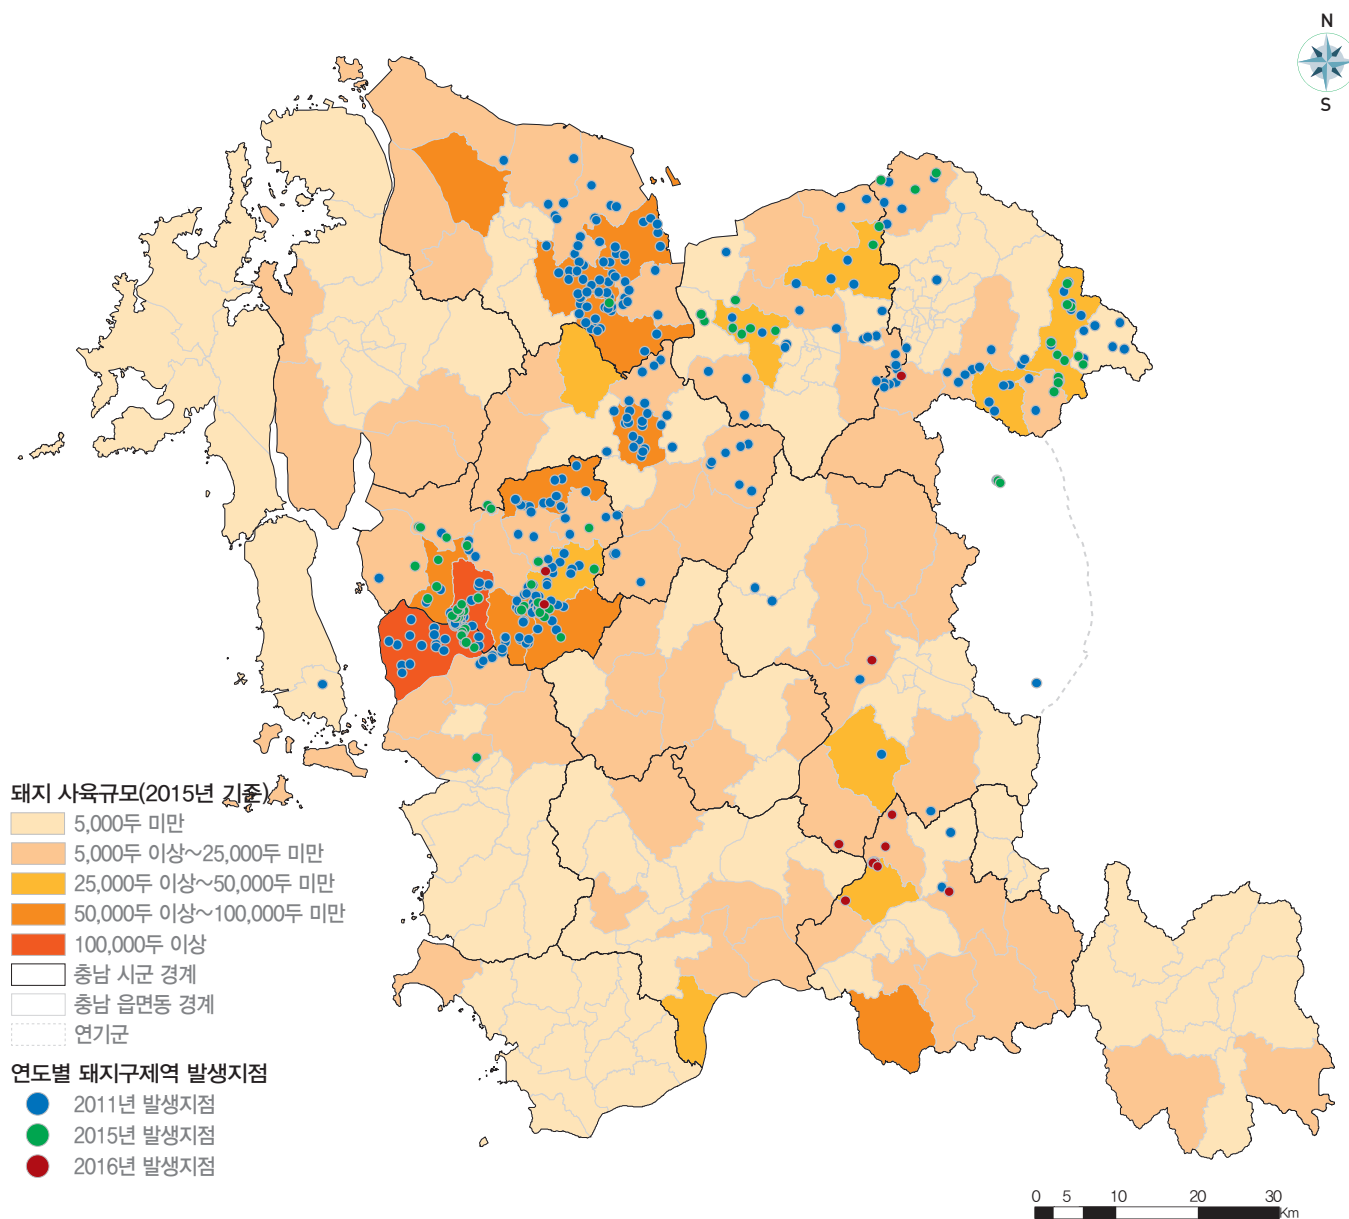 N
S
돼지 사육규모(2015년 기준)
5,000두 미만
5,000두 이상~25,000두 미만
25,000두 이상~50,000두 미만
50,000두 이상~100,000두 미만
100,000두 이상
충남 시군 경계
충남 읍면동 경계
연기군
연도별 돼지구제역 발생지점
2011년 발생지점
2015년 발생지점
2016년 발생지점
0 5 10 20 30
Km